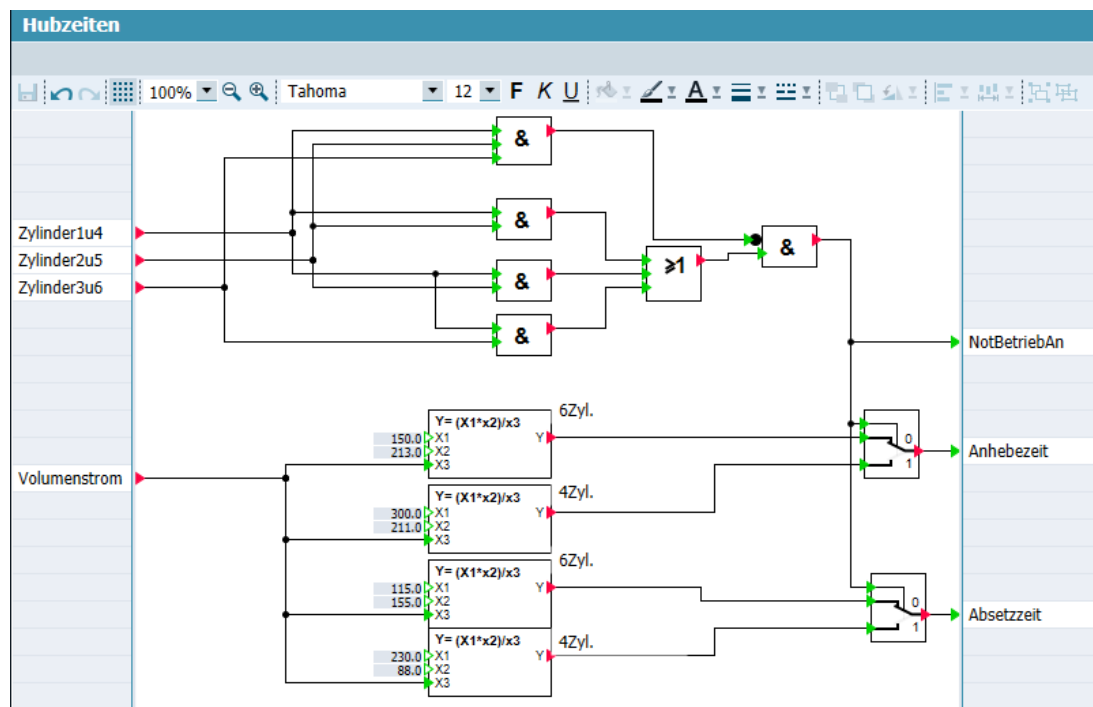 Hubzeiten
100% Tahoma 12 F K U A
&
Zylinder1u4
&
Zylinder2u5
≥1
&
Zylinder3u6
&
&
NotBetriebAn
6Zyl.
Y= (X1*x2)/x3
150.0 X1 Y
213.0 X2
X3
0
1
Anhebezeit
Volumenstrom
4Zyl.
Y= (X1*x2)/x3
300.0 X1 Y
211.0 X2
X3
6Zyl.
Y= (X1*x2)/x3
115.0 X1 Y
155.0 X2
X3
0
1
Absetzzeit
4Zyl.
Y= (X1*x2)/x3
230.0 X1 Y
88.0 X2
X3